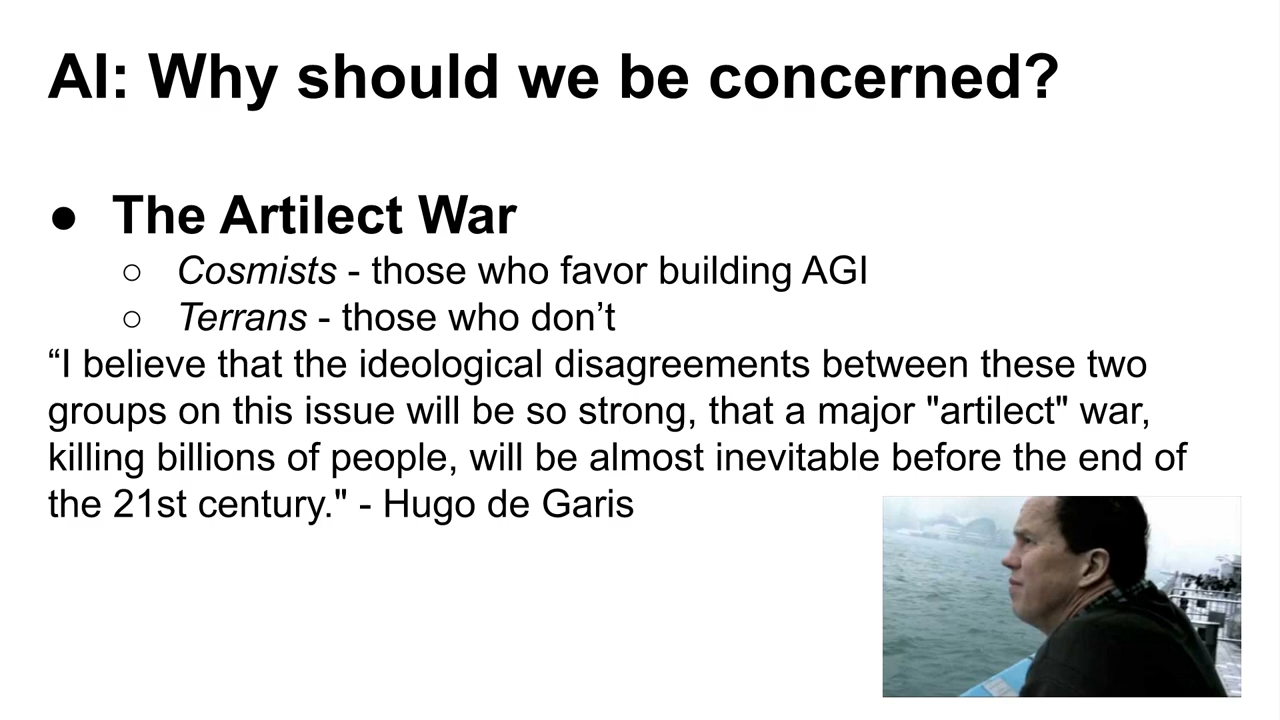 AI: Why should we be concerned?
● The Artilect War
○ Cosmists - those who favor building AGI
○ Terrans - those who don’t
“I believe that the ideological disagreements between these two
groups on this issue will be so strong, that a major "artilect" war,
killing billions of people, will be almost inevitable before the end of
the 21st century." - Hugo de Garis